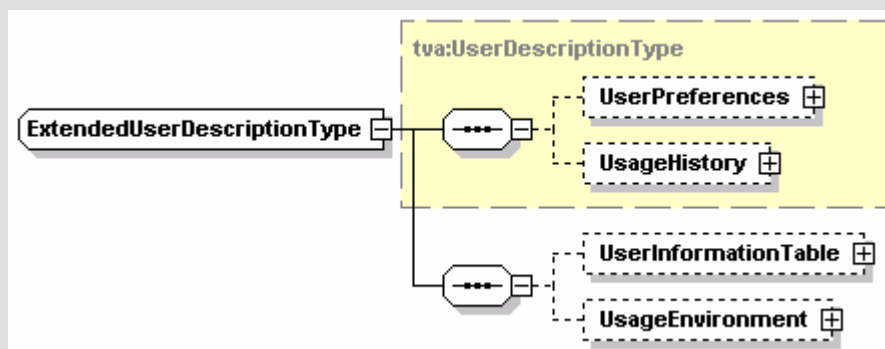 tva:UserDescriptionType
UserPreferences
ExtendedUserDescriptionType
UsageHistory
UserInformationTable
UsageEnvironment